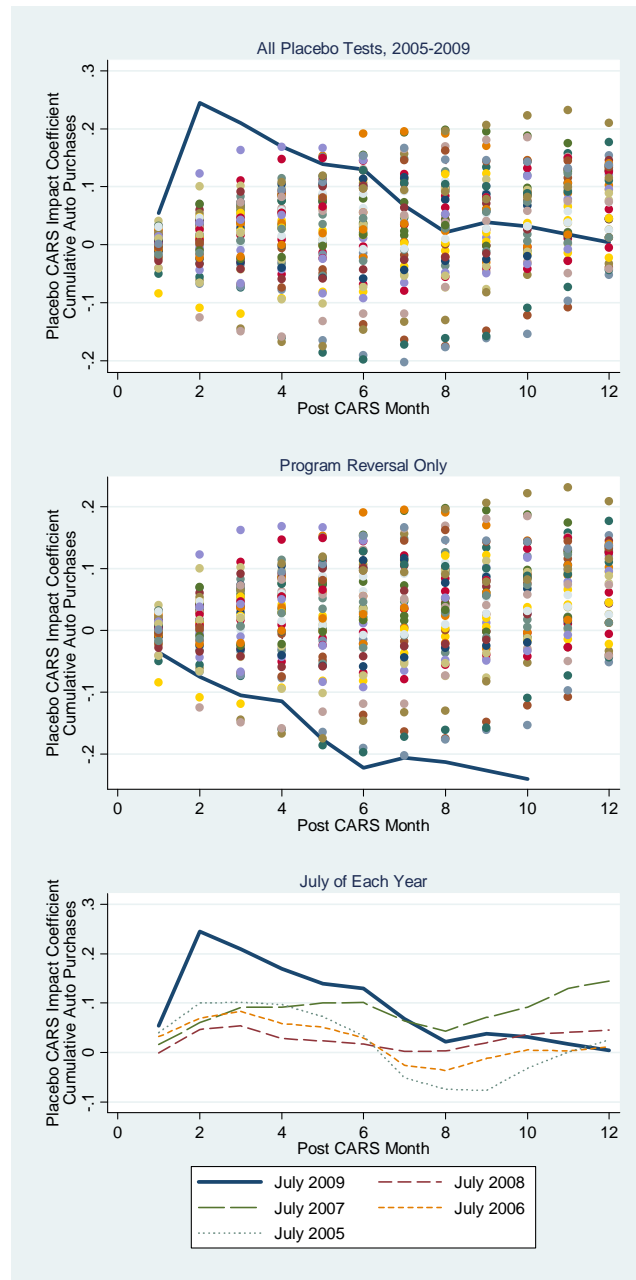 All Placebo Tests, 2005-2009
Placebo CARS Impact Coefficient
Cumulative Auto Purchases
.3
.2
.1
0
-.1
-.2
0 2 4 6 8 10 12
Post CARS Month
Program Reversal Only
Placebo CARS Impact Coefficient
Cumulative Auto Purchases
.2
.1
0
-.1
-.2
0 2 4 6 8 10 12
Post CARS Month
July of Each Year
Placebo CARS Impact Coefficient
Cumulative Auto Purchases
.3
.2
.1
0
-.1
0 2 4 6 8 10 12
Post CARS Month
July 2009 July 2008
July 2007 July 2006
July 2005